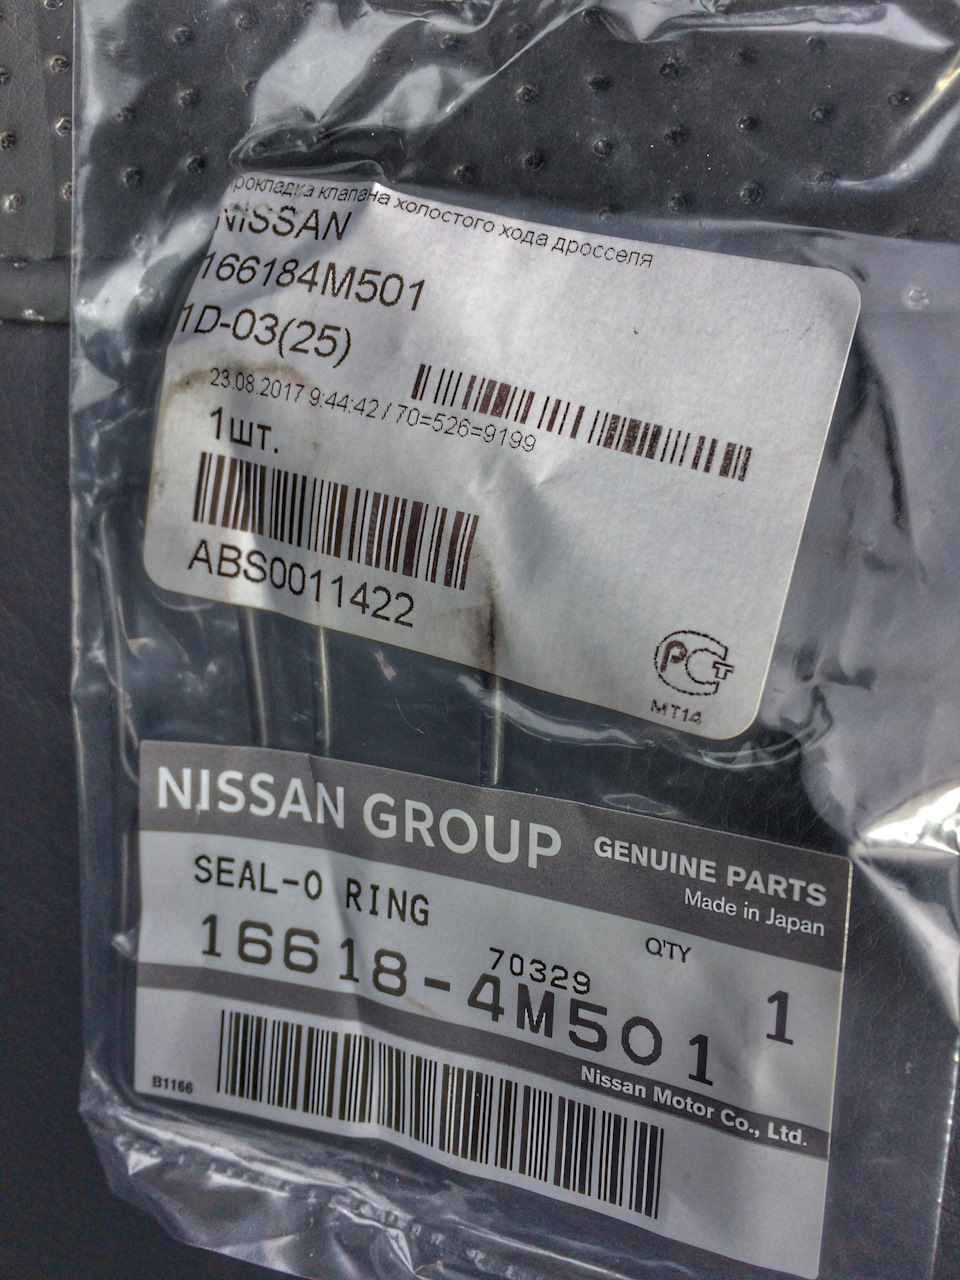 рокладка клапана холостого хода дросселя
NISSAN
166184M501
1D-03(25)
23.08.2017 9:44:42 / 70=526=9199
1шт.
ABS0011422
РСТ
МТ14
NISSAN GROUP GENUINE PARTS
Made in Japan
SEAL-O RING
Q'TY
70329
16618-4M501 1
Nissan Motor Co., Ltd.
B1166